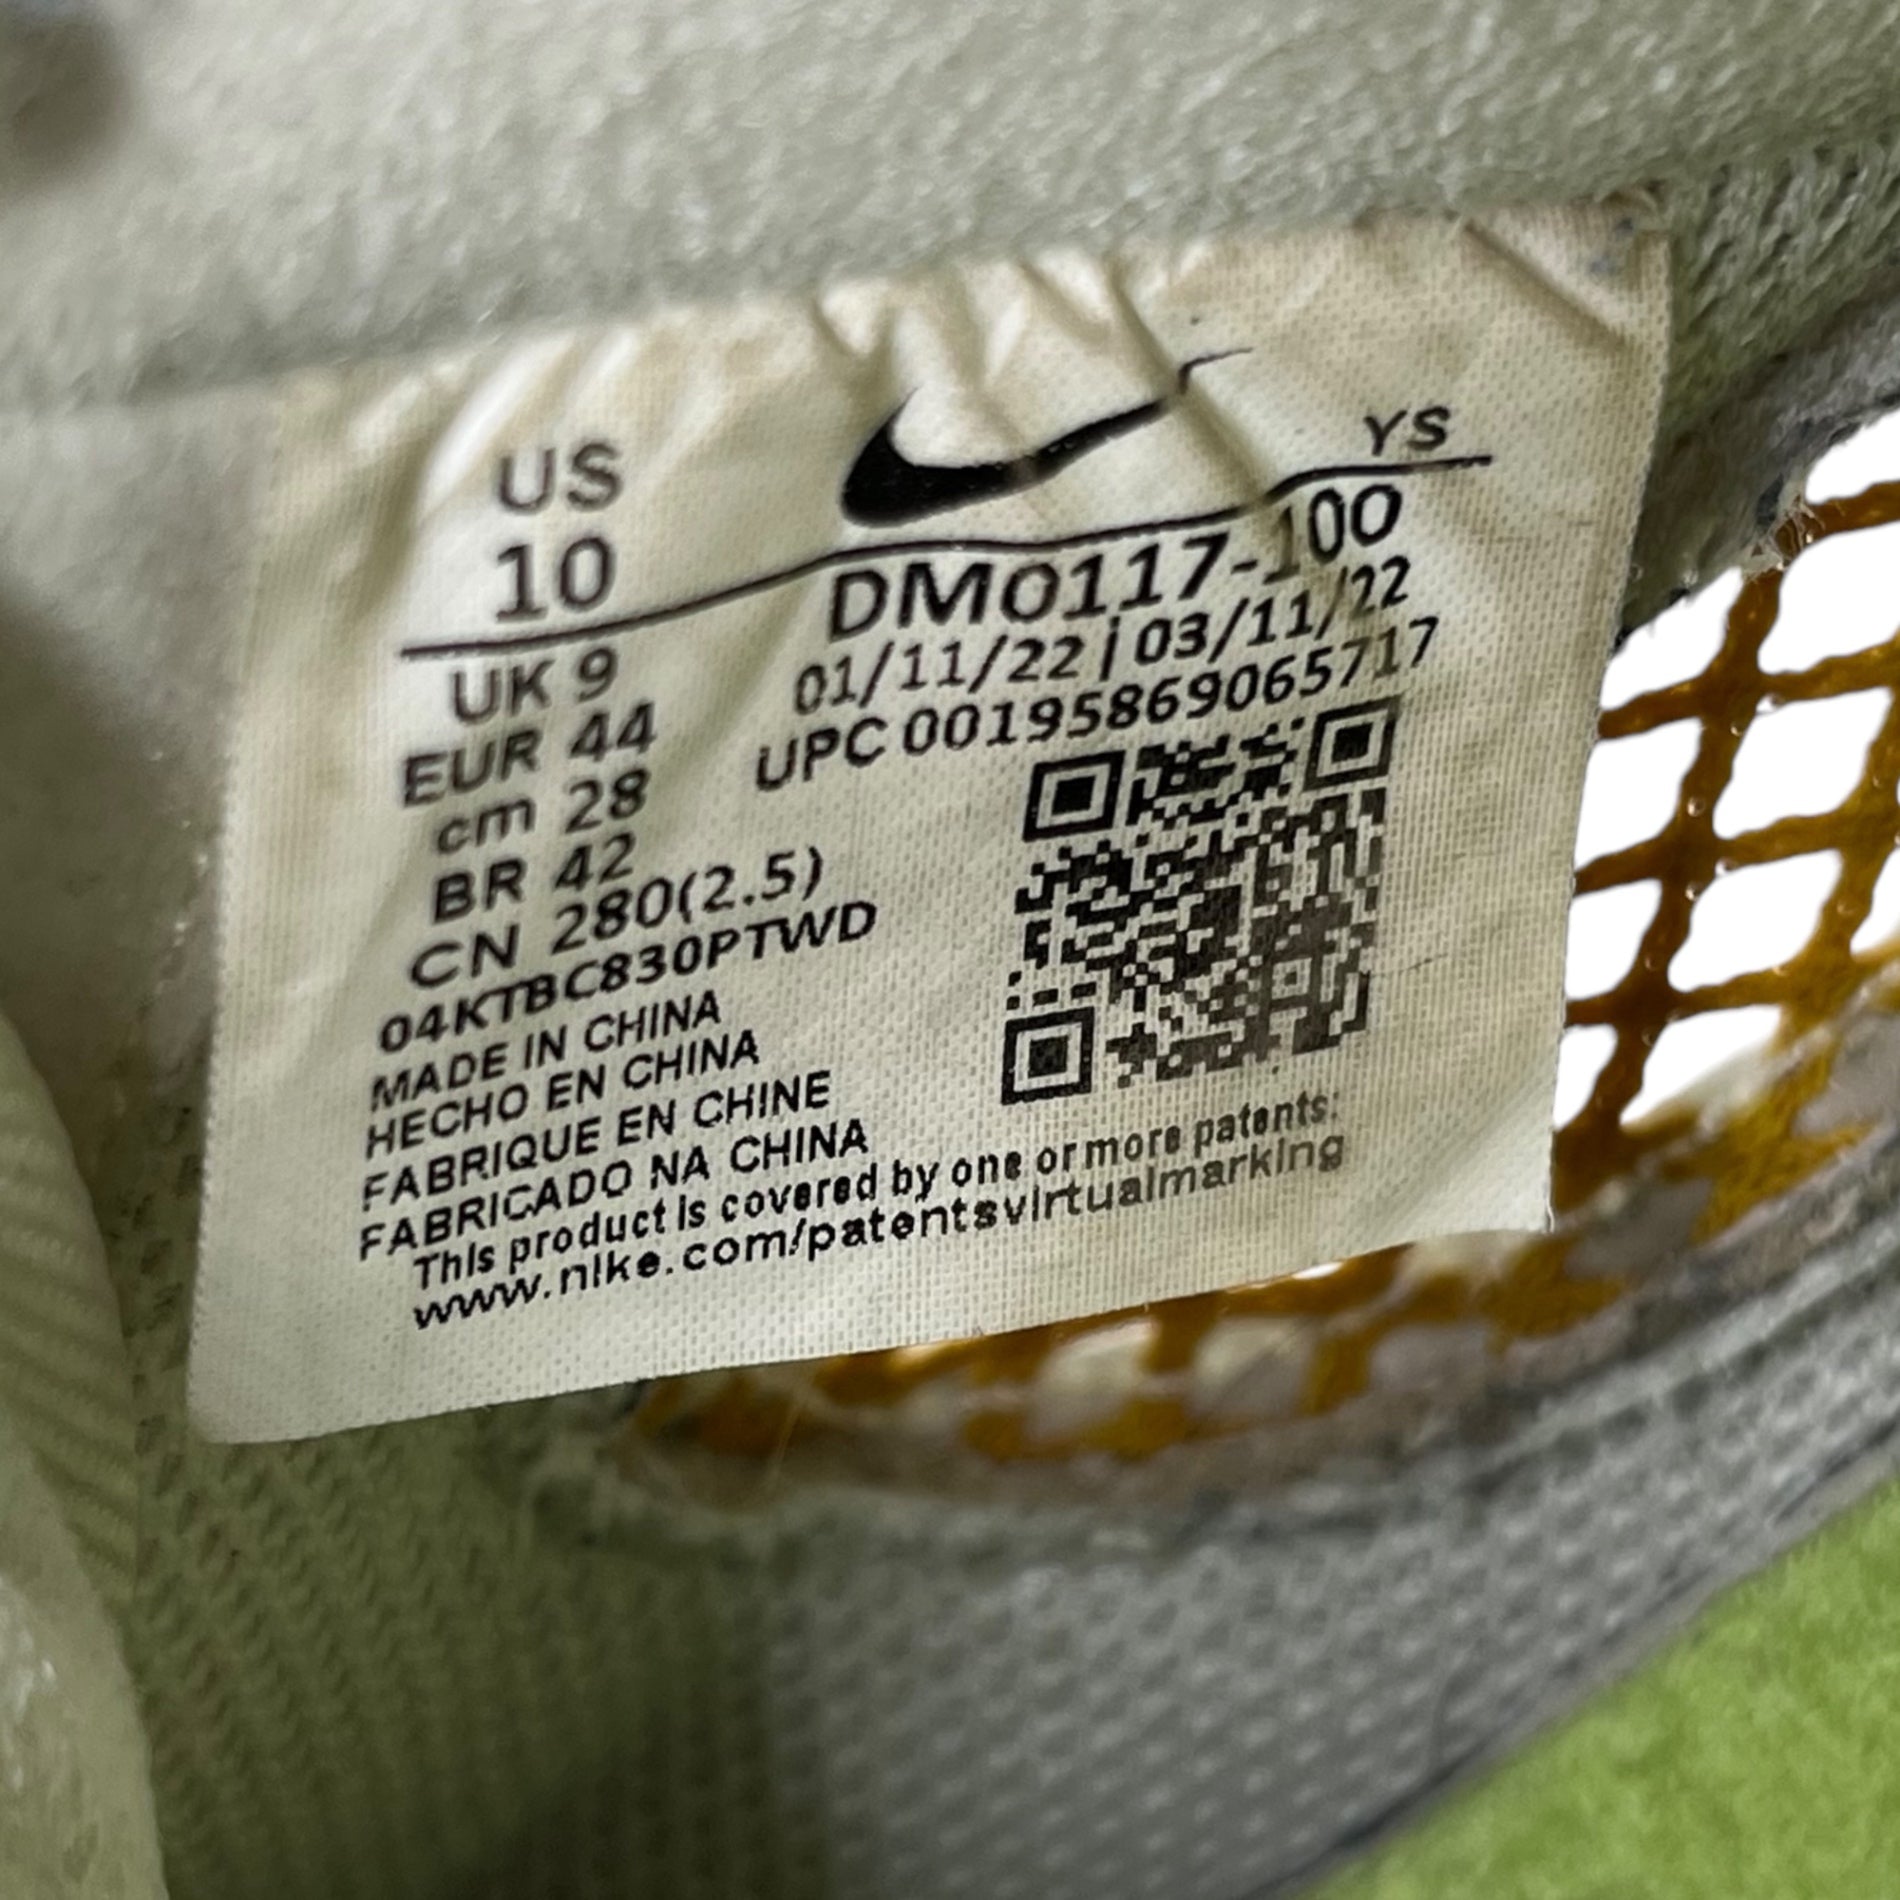 US
10
YS
DM0117-100
01/11/22 | 03/11/22
UPC 00195869065717
UK 9
EUR 44
cm 28
BR 42
CN 280(2.5)
04KTBC830PTWD
MADE IN CHINA
HECHO EN CHINA
FABRIQUE EN CHINE
FABRICADO NA CHINA
This product is covered by one or more patents:
www.nike.com/patentsvirtualmarking